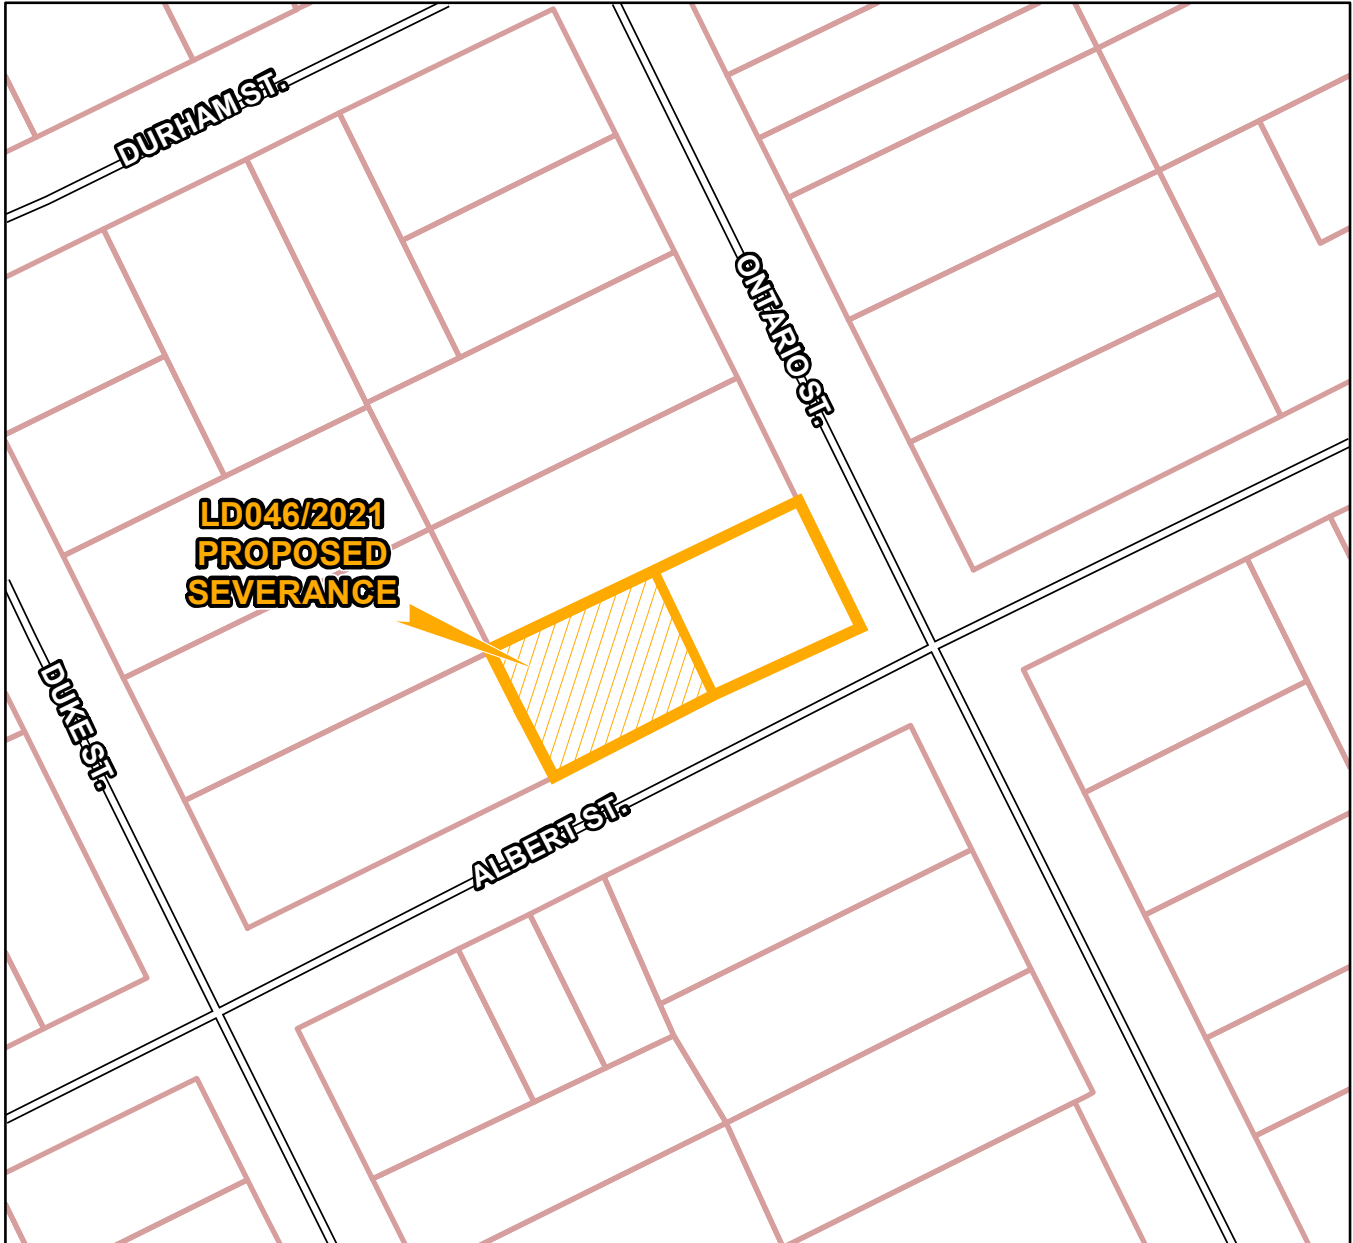 DURHAM ST.
ONTARIO ST.
LD046/2021
PROPOSED
SEVERANCE
DUKE ST.
ALBERT ST.